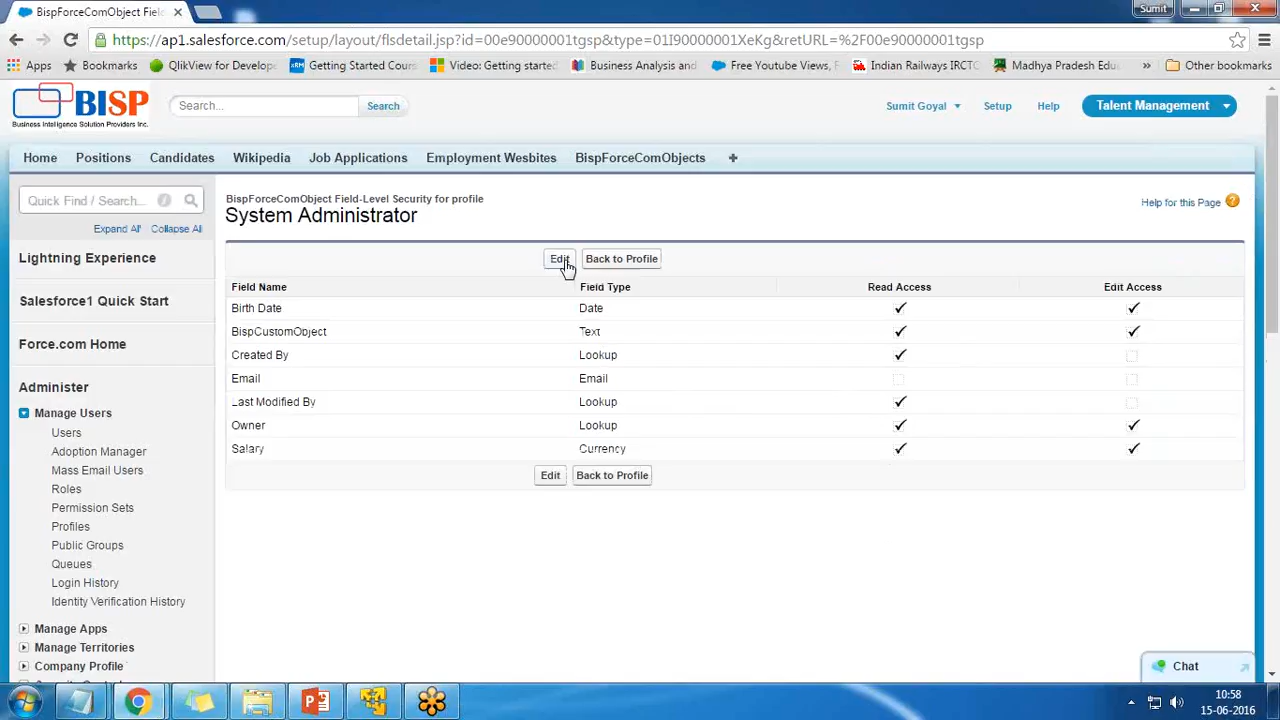 BispForceComObject Fiel
Sumit
https://ap1.salesforce.com/setup/layout/flsdetail.jsp?id=00e90000001tgsp&type=01I90000001XeKg&retURL=%2F00e90000001tgsp
Apps Bookmarks QlikView for Develope Getting Started Cour Video: Getting started Business Analysis and Free Youtube Views, F Indian Railways IRCTC Madhya Pradesh Edu » Other bookmarks
BISP
Business Intelligence Solution Providers Inc.
Search... Search Sumit Goyal Setup Help Talent Management
Home Positions Candidates Wikipedia Job Applications Employment Wesbites BispForceComObjects +
Quick Find / Search...
Expand All Collapse All
Lightning Experience
Salesforce1 Quick Start
Force.com Home
Administer
Manage Users
Users
Adoption Manager
Mass Email Users
Roles
Permission Sets
Profiles
Public Groups
Queues
Login History
Identity Verification History
Manage Apps
Manage Territories
Company Profile
BispForceComObject Field-Level Security for profile
System Administrator
Help for this Page
Edit Back to Profile
Field Name Field Type Read Access Edit Access
Birth Date Date
BispCustomObject Text
Created By Lookup
Email Email
Last Modified By Lookup
Owner Lookup
Salary Currency
Edit Back to Profile
Chat
10:58
15-06-2016